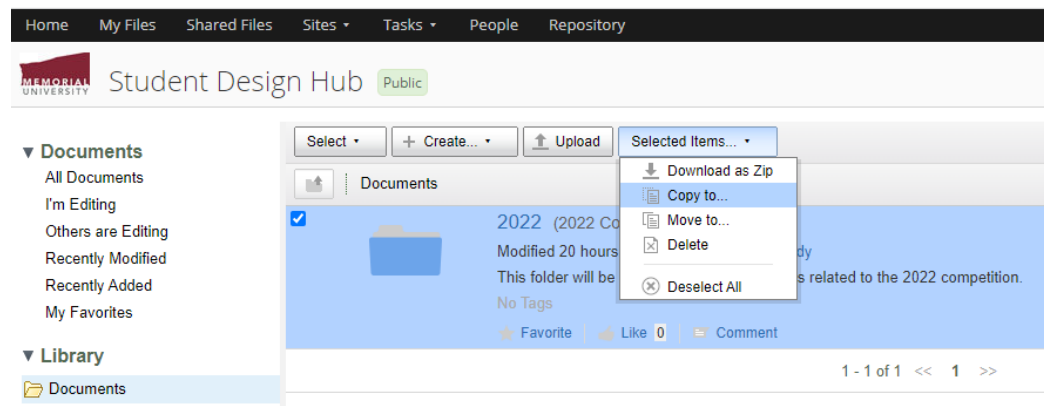 Home My Files Shared Files Sites Tasks People Repository
MEMORIAL
UNIVERSITY
Student Design Hub Public
Select + Create... Upload Selected Items...
Documents
All Documents
I'm Editing
Others are Editing
Recently Modified
Recently Added
My Favorites
Library
Documents
Documents
Download as Zip
Copy to...
Move to...
Delete
Deselect All
2022 (2022 Co
Modified 20 hours dy
This folder will be s related to the 2022 competition.
No Tags
Favorite Like 0 Comment
1 - 1 of 1 << 1 >>